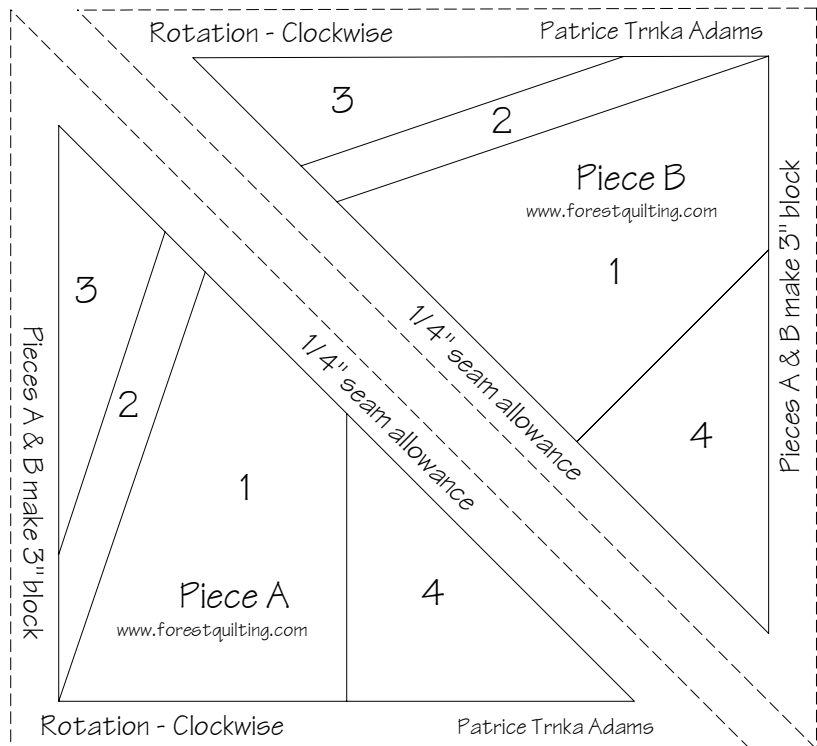 Rotation - Clockwise
Patrice Trnka Adams
3
2
Piece B
www.forestquilting.com
1
4
1/4" seam allowance
Pieces A & B make 3" block
3
2
1
1/4" seam allowance
4
Piece A
www.forestquilting.com
Pieces A & B make 3" block
Rotation - Clockwise
Patrice Trnka Adams